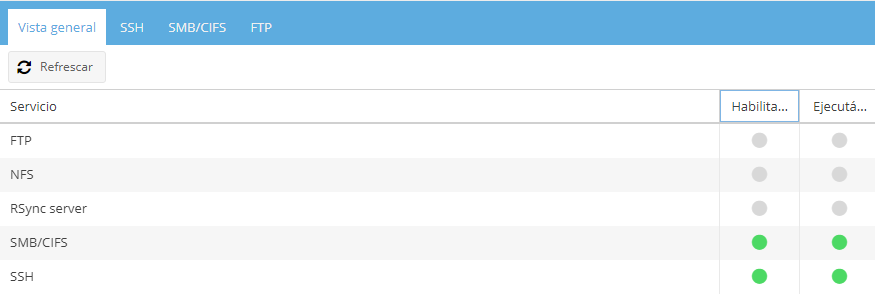 Vista general SSH SMB/CIFS FTP
Refrescar
Servicio Habilita... Ejecutá...
FTP
NFS
RSync server
SMB/CIFS
SSH